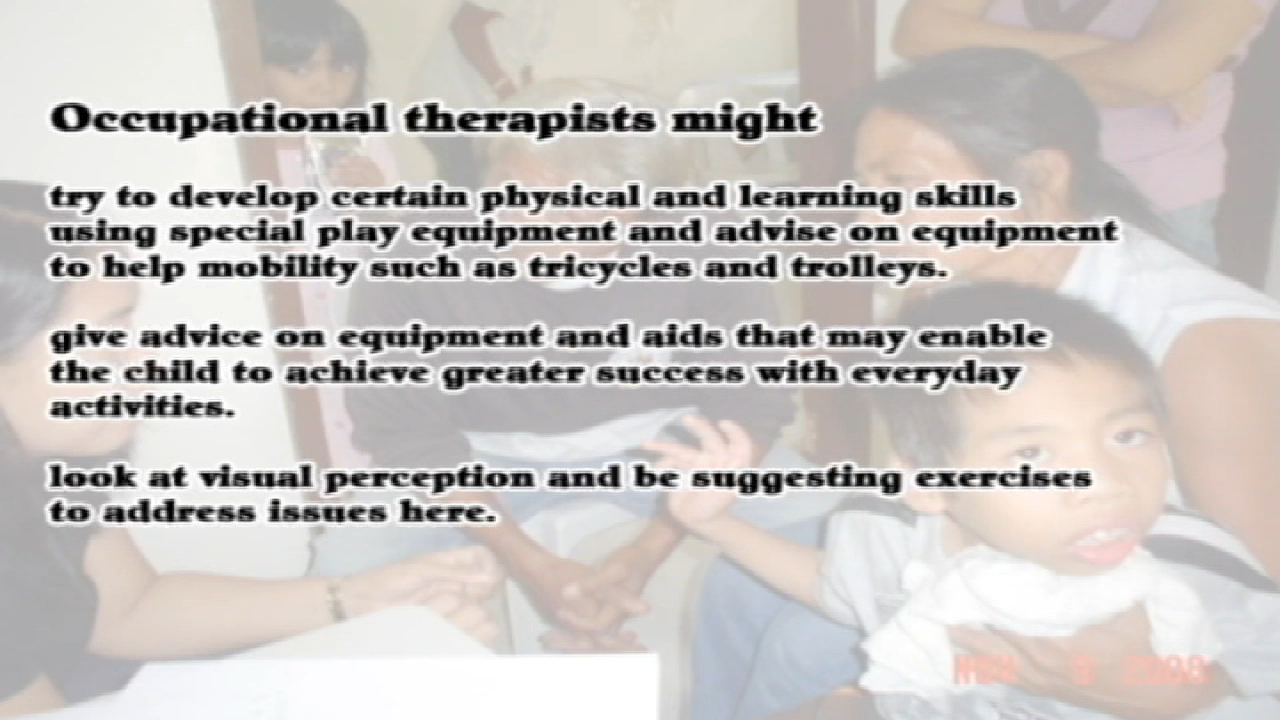 Occupational therapists might
try to develop certain physical and learning skills
using special play equipment and advise on equipment
to help mobility such as tricycles and trolleys.
give advice on equipment and aids that may enable
the child to achieve greater success with everyday
activities.
look at visual perception and be suggesting exercises
to address issues here.